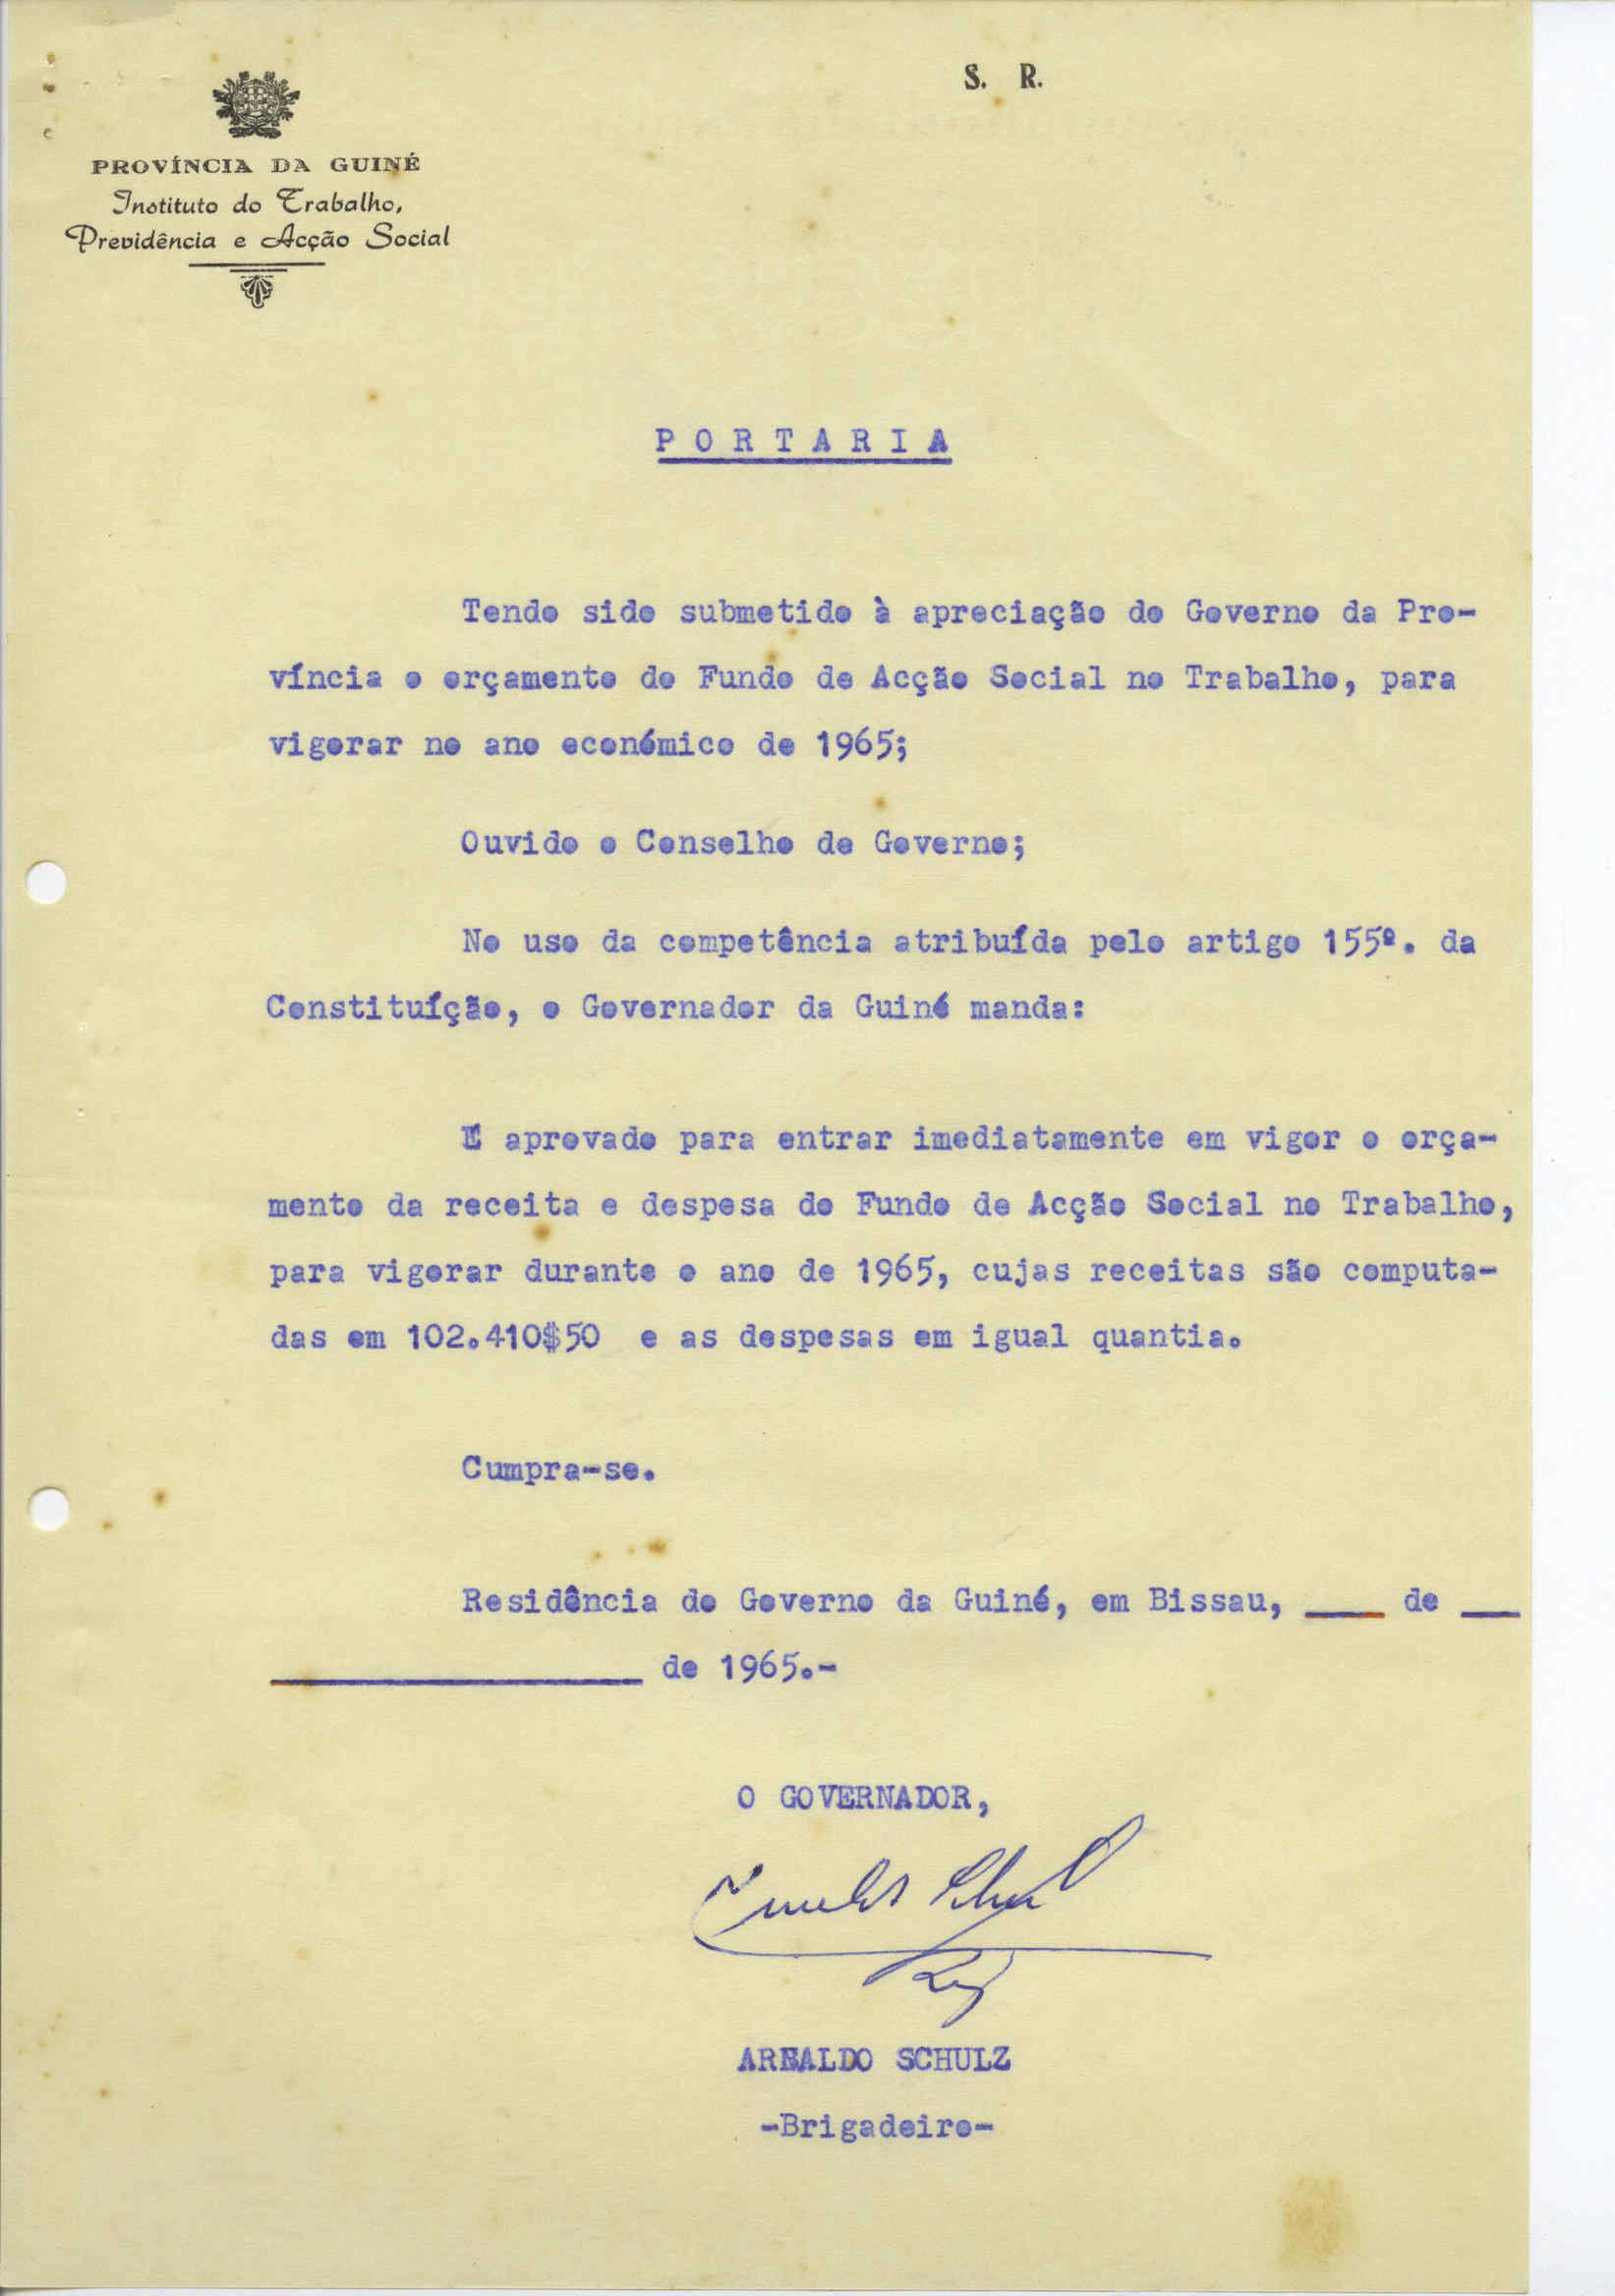 S. R.
PROVÍNCIA DA GUINÉ
Instituto do Trabalho,
Previdência e Acção Social
PORTARIA
Tendo sido submetido à apreciação do Governo da Pro-
víncia o orçamento do Fundo de Acção Social no Trabalho, para
vigorar no ano económico de 1965;
Ouvido o Conselho de Governo;
No uso da competência atribuída pelo artigo 155º. da
Constituíção, o Governador da Guiné manda:
É aprovado para entrar imediatamente em vigor o orça-
mento da receita e despesa do Fundo de Acção Social no Trabalho,
para vigorar durante o ano de 1965, cujas receitas são computa-
das em 102.410$50 e as despesas em igual quantia.
Cumpra-se.
Residência do Governo da Guiné, em Bissau, ____ de ___
___________________ de 1965.-
O GOVERNADOR,
Arnaldo Schulz
ARNALDO SCHULZ
-Brigadeiro-